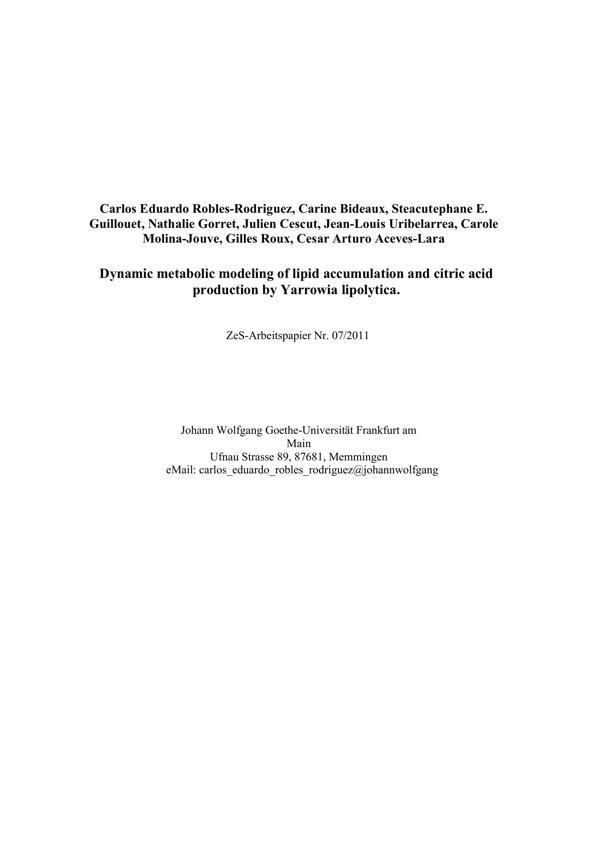 Carlos Eduardo Robles-Rodriguez, Carine Bideaux, Steacutephane E.
Guillouet, Nathalie Gorret, Julien Cescut, Jean-Louis Uribelarrea, Carole
Molina-Jouve, Gilles Roux, Cesar Arturo Aceves-Lara
Dynamic metabolic modeling of lipid accumulation and citric acid
production by Yarrowia lipolytica.
ZeS-Arbeitspapier Nr. 07/2011
Johann Wolfgang Goethe-Universität Frankfurt am
Main
Ufnau Strasse 89, 87681, Memmingen
eMail: carlos_eduardo_robles_rodriguez@johannwolfgang